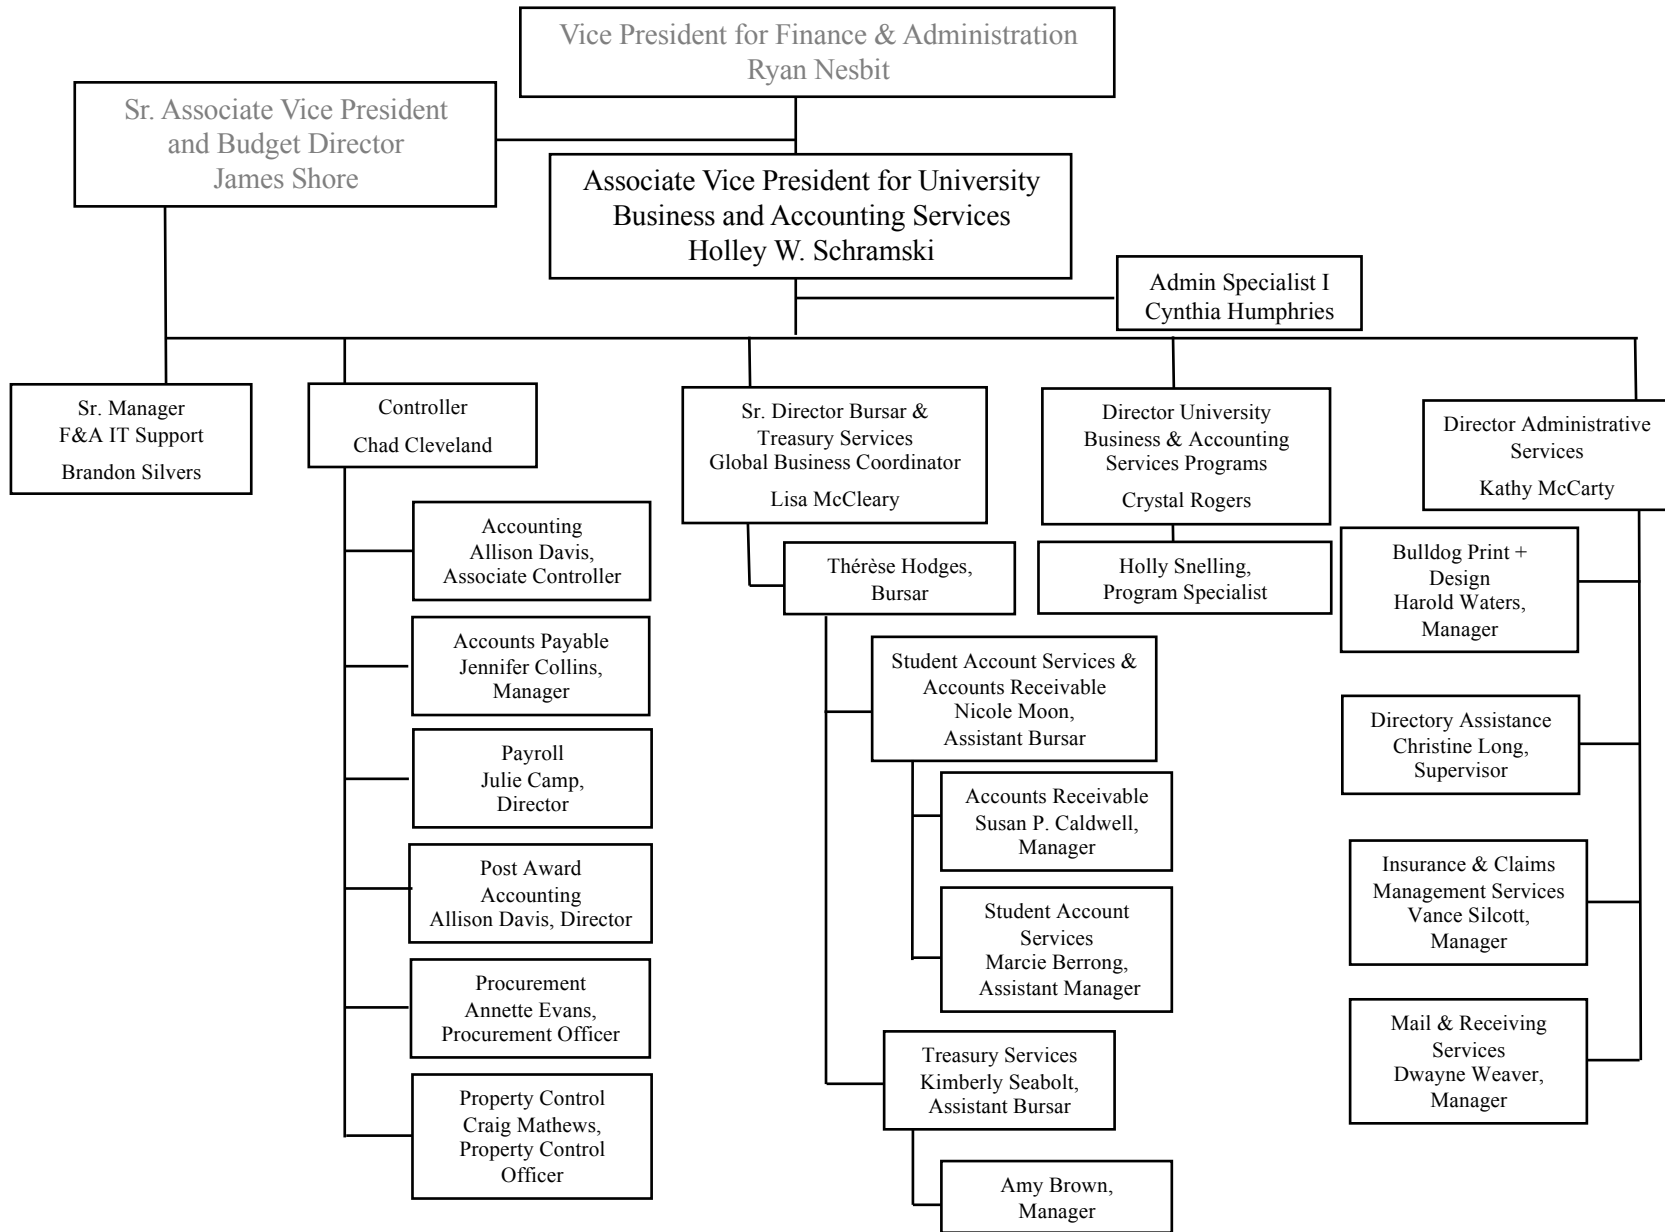 Vice President for Finance & Administration
Ryan Nesbit
Sr. Associate Vice President
and Budget Director
James Shore
Associate Vice President for University
Business and Accounting Services
Holley W. Schramski
Admin Specialist I
Cynthia Humphries
Sr. Manager
F&A IT Support
Brandon Silvers
Controller
Chad Cleveland
Accounting
Allison Davis,
Associate Controller
Accounts Payable
Jennifer Collins,
Manager
Payroll
Julie Camp,
Director
Post Award
Accounting
Allison Davis, Director
Procurement
Annette Evans,
Procurement Officer
Property Control
Craig Mathews,
Property Control
Officer
Sr. Director Bursar &
Treasury Services
Global Business Coordinator
Lisa McCleary
Thérèse Hodges,
Bursar
Student Account Services &
Accounts Receivable
Nicole Moon,
Assistant Bursar
Accounts Receivable
Susan P. Caldwell,
Manager
Student Account
Services
Marcie Berrong,
Assistant Manager
Treasury Services
Kimberly Seabolt,
Assistant Bursar
Amy Brown,
Manager
Director University
Business & Accounting
Services Programs
Crystal Rogers
Holly Snelling,
Program Specialist
Director Administrative
Services
Kathy McCarty
Bulldog Print +
Design
Harold Waters,
Manager
Directory Assistance
Christine Long,
Supervisor
Insurance & Claims
Management Services
Vance Silcott,
Manager
Mail & Receiving
Services
Dwayne Weaver,
Manager